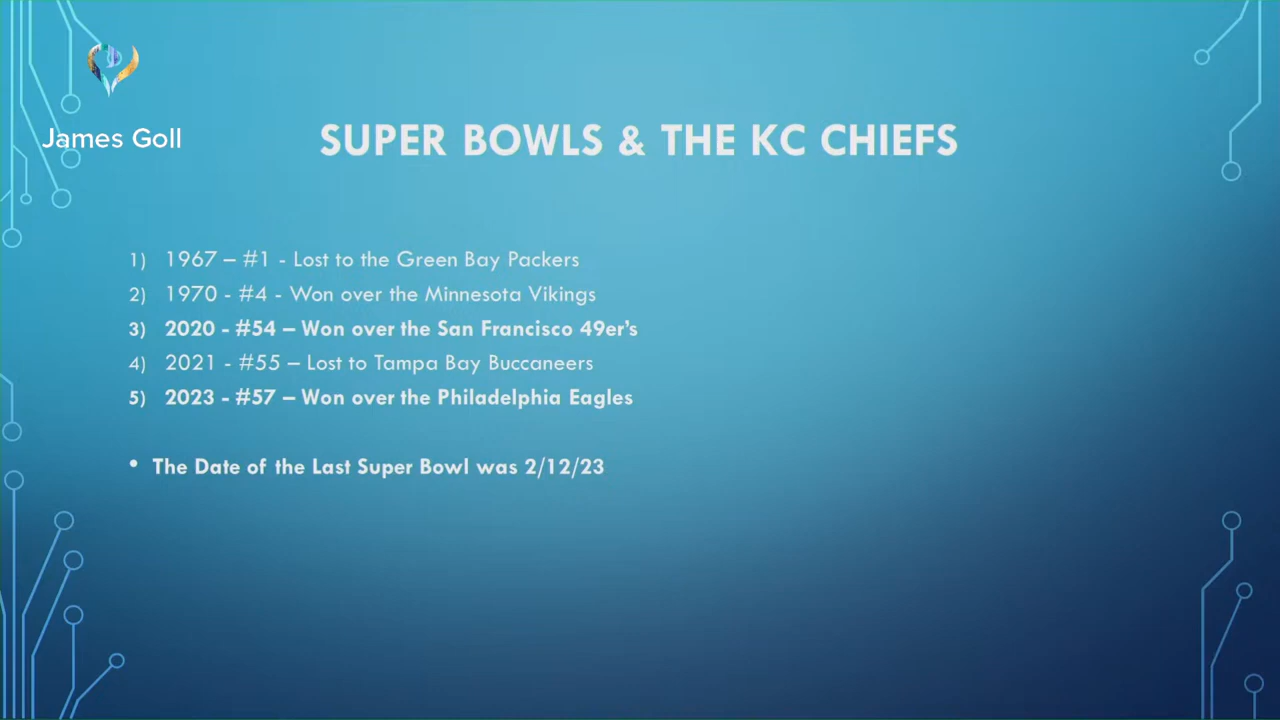 James Goll
SUPER BOWLS & THE KC CHIEFS
1) 1967 – #1 - Lost to the Green Bay Packers
2) 1970 - #4 - Won over the Minnesota Vikings
3) 2020 - #54 – Won over the San Francisco 49er's
4) 2021 - #55 – Lost to Tampa Bay Buccaneers
5) 2023 - #57 – Won over the Philadelphia Eagles
• The Date of the Last Super Bowl was 2/12/23